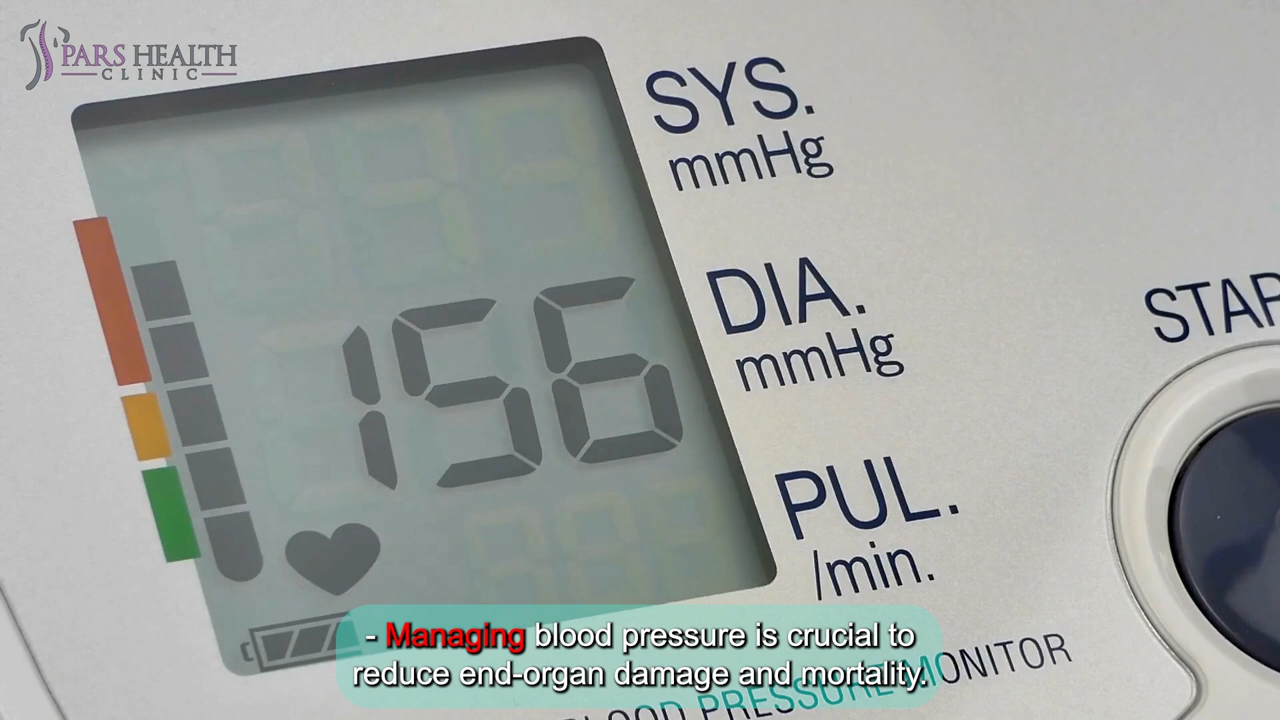 PARS HEALTH
CLINIC
SYS.
mmHg
156
DIA.
mmHg
PUL.
/min.
- Managing blood pressure is crucial to
reduce end-organ damage and mortality.
PRESSURE MONITOR